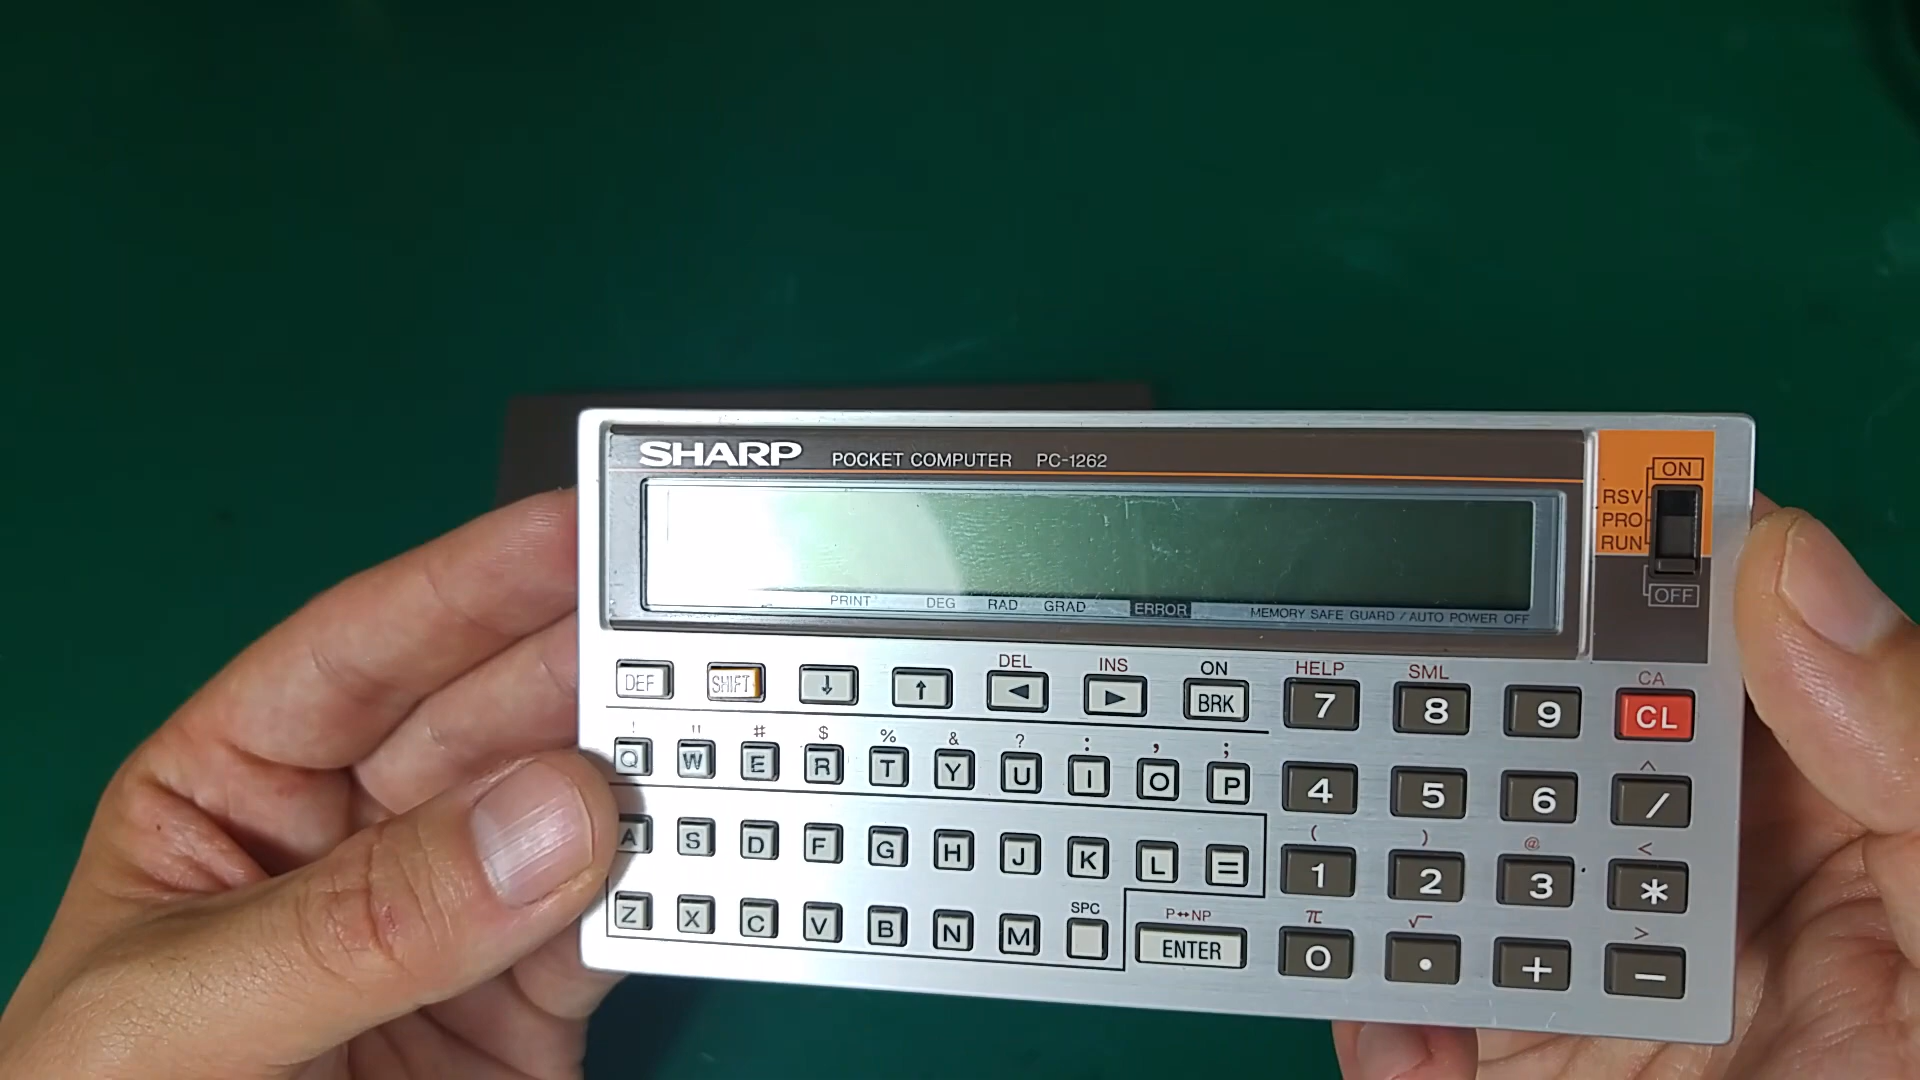 SHARP POCKET COMPUTER PC-1262
ON
RSV
PRO
RUN
OFF
PRINT DEG RAD GRAD ERROR MEMORY SAFE GUARD / AUTO POWER OFF
DEL INS ON HELP SML CA
DEF SHIFT ↓ ↑ ◀ ▶ BRK 7 8 9 CL
! " # $ % & ? : , ; ^
Q W E R T Y U I O P 4 5 6 /
( ) @ <
A S D F G H J K L = 1 2 3 *
SPC P↔NP π √ >
Z X C V B N M ENTER 0 • + −